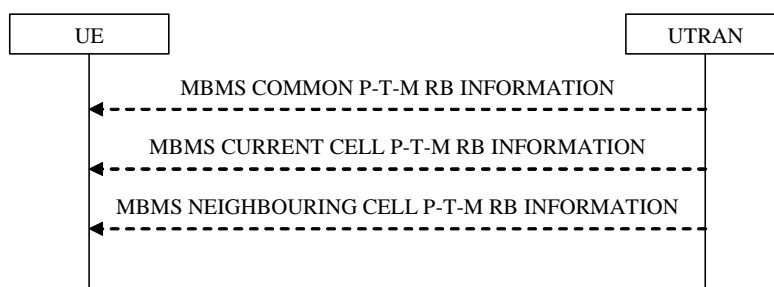 UE
UTRAN
MBMS COMMON P-T-M RB INFORMATION
MBMS CURRENT CELL P-T-M RB INFORMATION
MBMS NEIGHBOURING CELL P-T-M RB INFORMATION